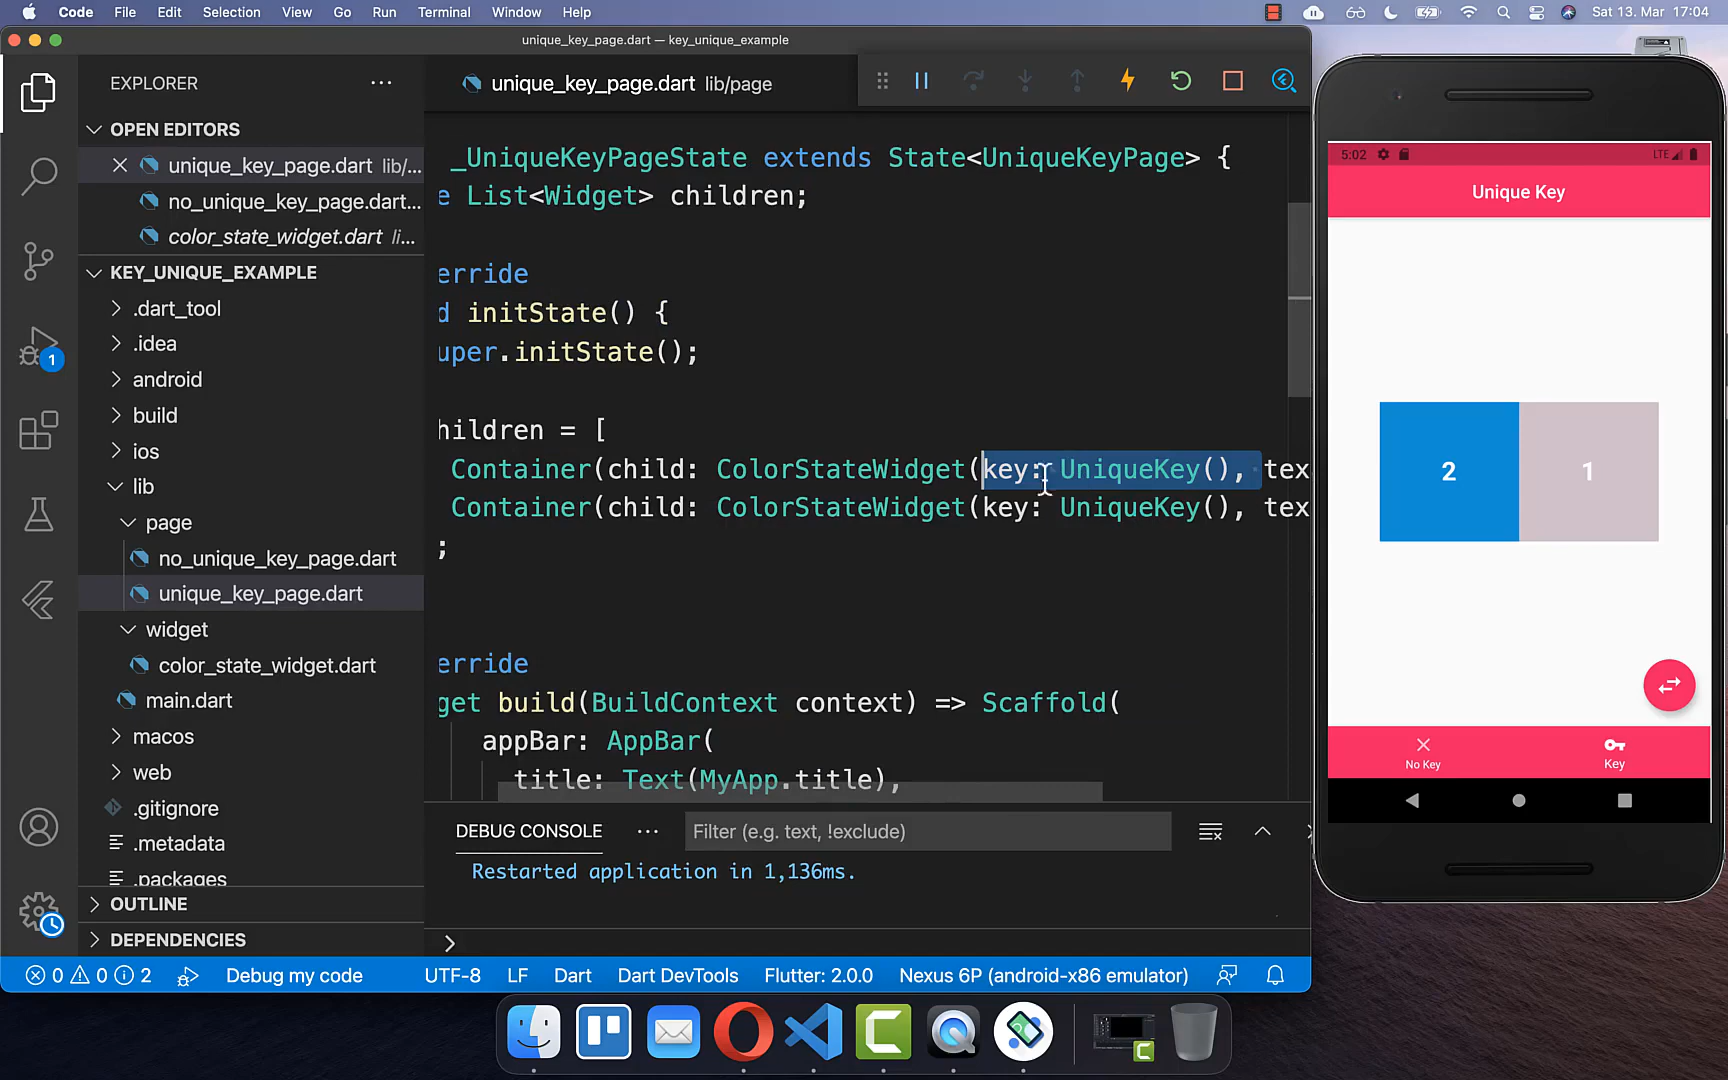 Code File Edit Selection View Go Run Terminal Window Help
Sat 13. Mar 17:04
unique_key_page.dart — key_unique_example
EXPLORER
unique_key_page.dart lib/page
OPEN EDITORS
unique_key_page.dart lib/...
no_unique_key_page.dart...
color_state_widget.dart li...
KEY_UNIQUE_EXAMPLE
.dart_tool
.idea
android
build
ios
lib
page
no_unique_key_page.dart
unique_key_page.dart
widget
color_state_widget.dart
main.dart
macos
web
.gitignore
.metadata
.packages
OUTLINE
DEPENDENCIES
1
_UniqueKeyPageState extends State<UniqueKeyPage> {
e List<Widget> children;
erride
d initState() {
uper.initState();
hildren = [
Container(child: ColorStateWidget(key: UniqueKey(), tex
Container(child: ColorStateWidget(key: UniqueKey(), tex
;
erride
get build(BuildContext context) => Scaffold(
appBar: AppBar(
title: Text(MyApp.title),
DEBUG CONSOLE
Filter (e.g. text, !exclude)
Restarted application in 1,136ms.
0 0 2 Debug my code UTF-8 LF Dart Dart DevTools Flutter: 2.0.0 Nexus 6P (android-x86 emulator)
5:02 LTE
Unique Key
2 1
No Key Key